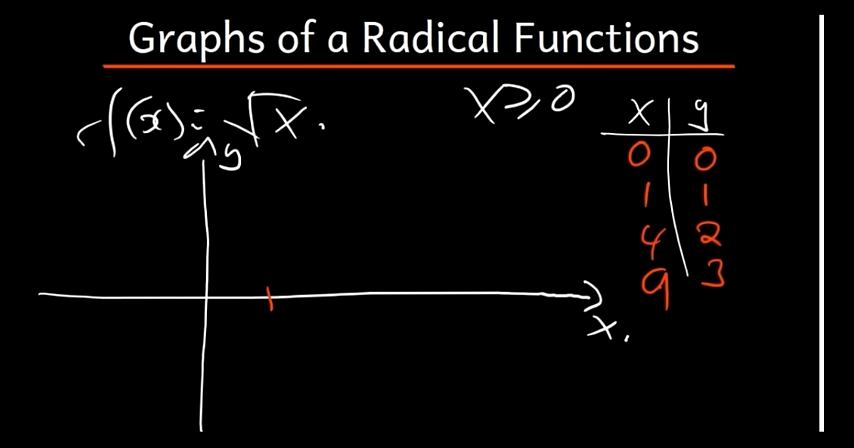 Graphs of a Radical Functions
f(x) = √x.
x ≥ 0
x | y
0 | 0
1 | 1
4 | 2
9 | 3
y
x.